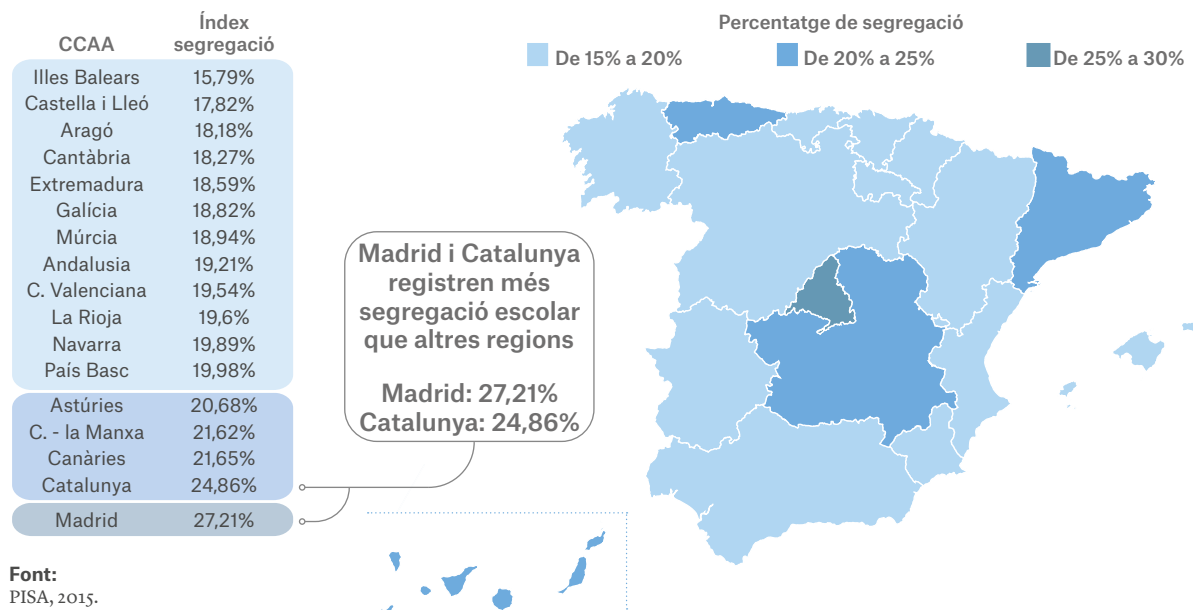 CCAA
Índex
segregació
Illes Balears 15,79%
Castella i Lleó 17,82%
Aragó 18,18%
Cantàbria 18,27%
Extremadura 18,59%
Galícia 18,82%
Múrcia 18,94%
Andalusia 19,21%
C. Valenciana 19,54%
La Rioja 19,6%
Navarra 19,89%
País Basc 19,98%
Astúries 20,68%
C. - la Manxa 21,62%
Canàries 21,65%
Catalunya 24,86%
Madrid 27,21%
Font:
PISA, 2015.
Madrid i Catalunya
registren més
segregació escolar
que altres regions
Madrid: 27,21%
Catalunya: 24,86%
Percentatge de segregació
De 15% a 20% De 20% a 25% De 25% a 30%